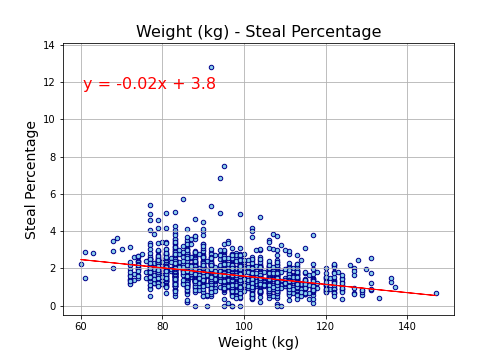 Weight (kg) - Steal Percentage
14
12
10
8
6
4
2
0
y = -0.02x + 3.8
Steal Percentage
60 80 100 120 140
Weight (kg)